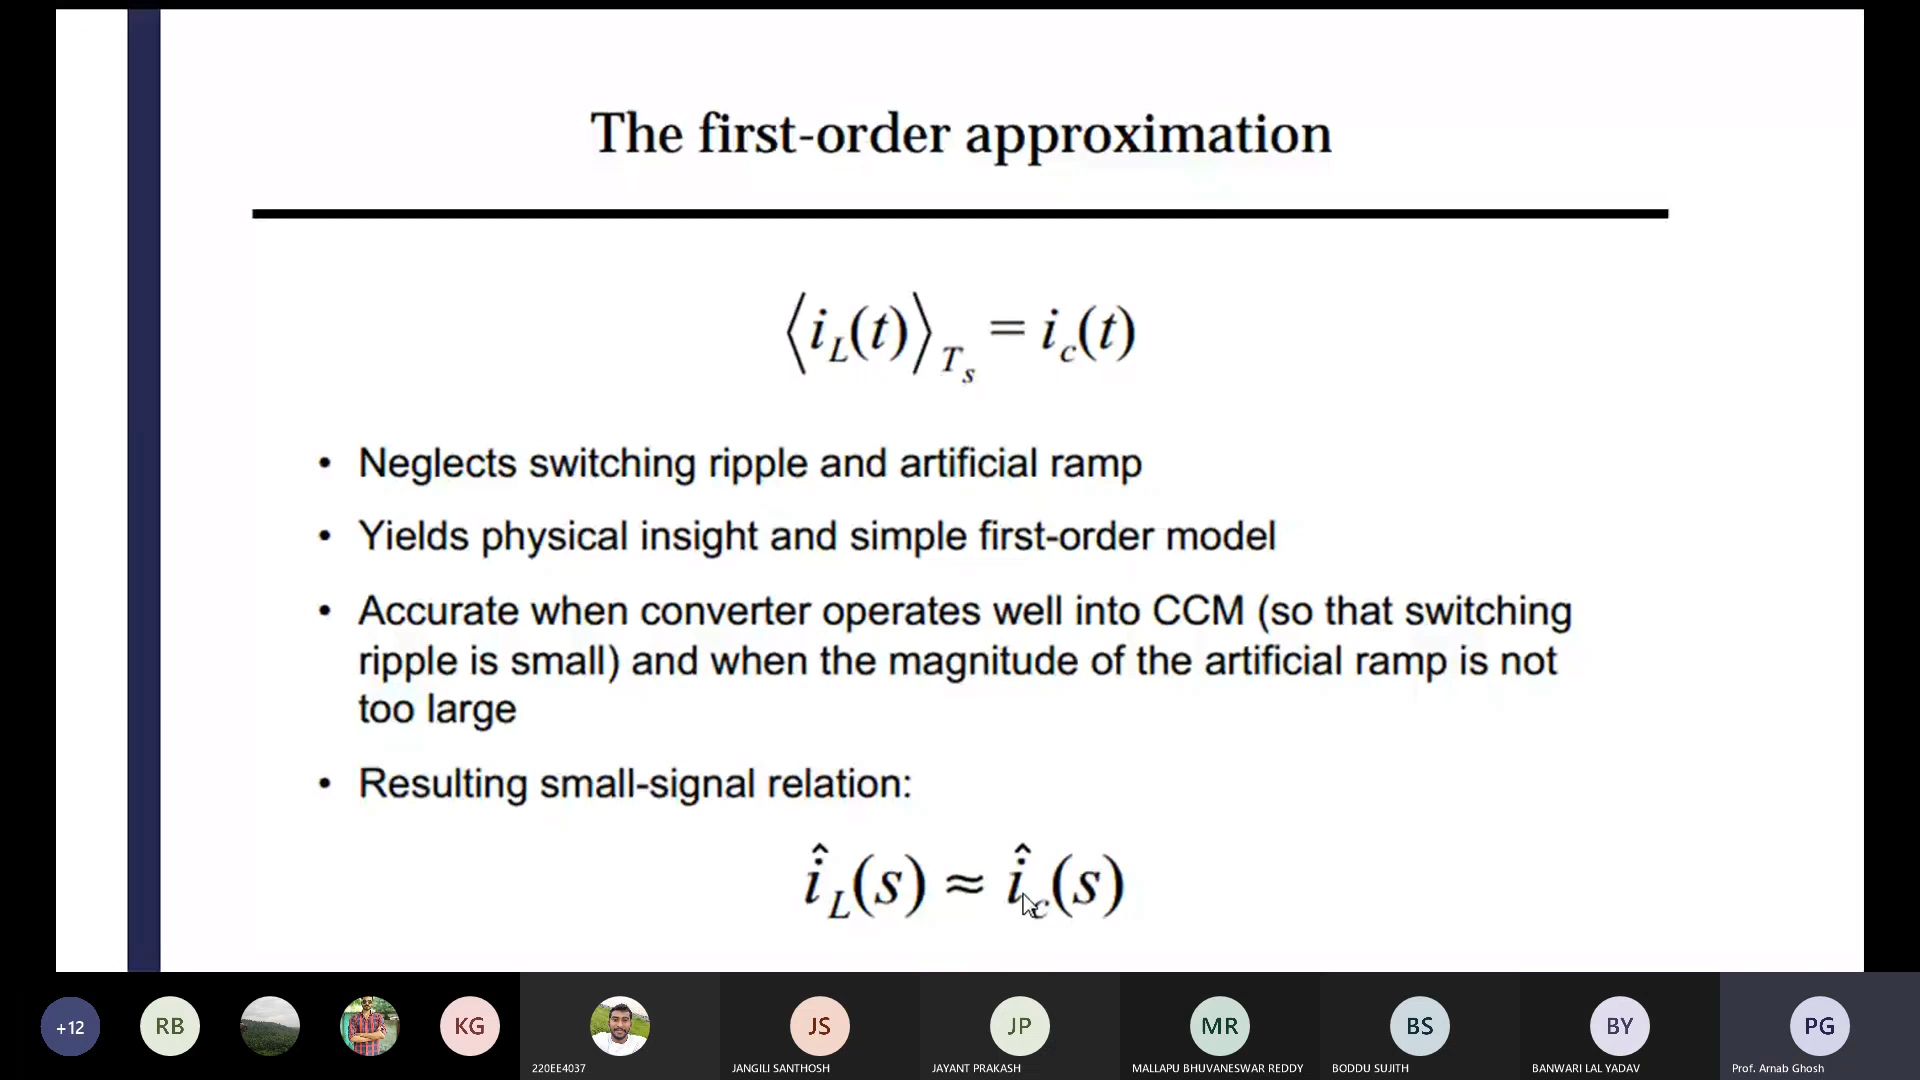 The first-order approximation
⟨i_L(t)⟩_{T_s} = i_c(t)
• Neglects switching ripple and artificial ramp
• Yields physical insight and simple first-order model
• Accurate when converter operates well into CCM (so that switching
ripple is small) and when the magnitude of the artificial ramp is not
too large
• Resulting small-signal relation:
î_L(s) ≈ î_c(s)
+12
RB
KG
JS
JP
MR
BS
BY
PG
220EE4037
JANGILI SANTHOSH
JAYANT PRAKASH
MALLAPU BHUVANESWAR REDDY
BODDU SUJITH
BANWARI LAL YADAV
Prof. Arnab Ghosh